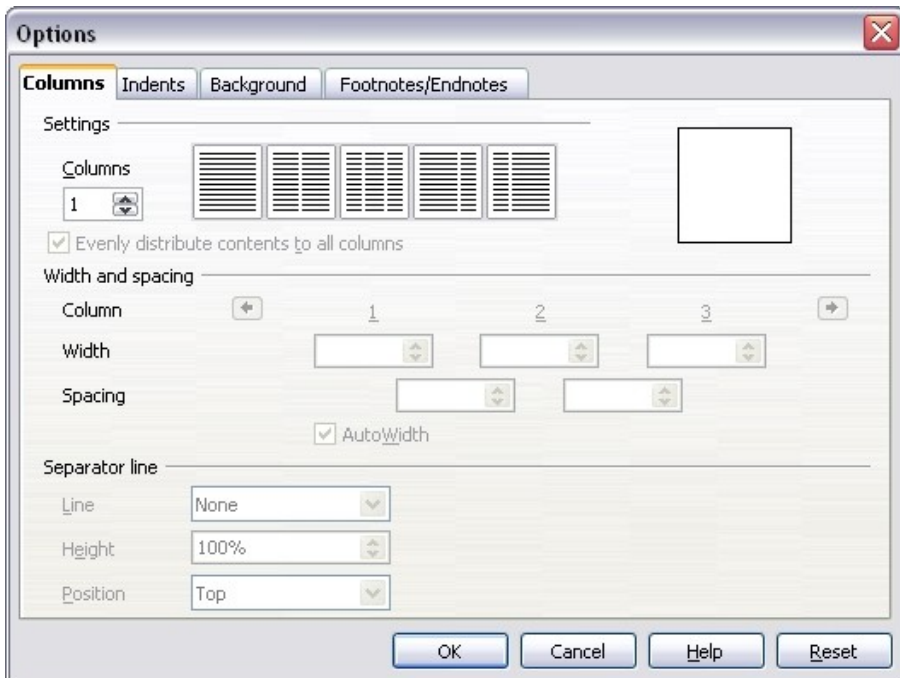 Options
Columns Indents Background Footnotes/Endnotes
Settings
Columns
1
Evenly distribute contents to all columns
Width and spacing
Column 1 2 3
Width
Spacing
AutoWidth
Separator line
Line None
Height 100%
Position Top
OK Cancel Help Reset